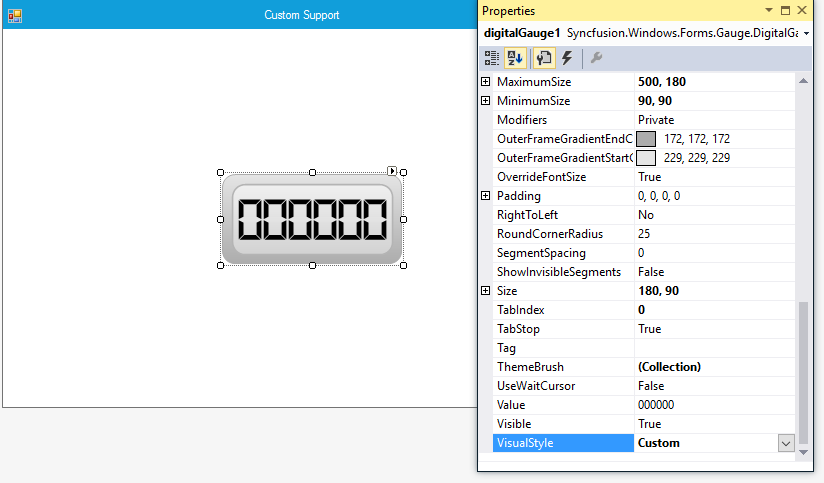 Custom Support
000000
Properties
digitalGauge1 Syncfusion.Windows.Forms.Gauge.DigitalGa
MaximumSize 500, 180
MinimumSize 90, 90
Modifiers Private
OuterFrameGradientEndC 172, 172, 172
OuterFrameGradientStartC 229, 229, 229
OverrideFontSize True
Padding 0, 0, 0, 0
RightToLeft No
RoundCornerRadius 25
SegmentSpacing 0
ShowInvisibleSegments False
Size 180, 90
TabIndex 0
TabStop True
Tag
ThemeBrush (Collection)
UseWaitCursor False
Value 000000
Visible True
VisualStyle Custom